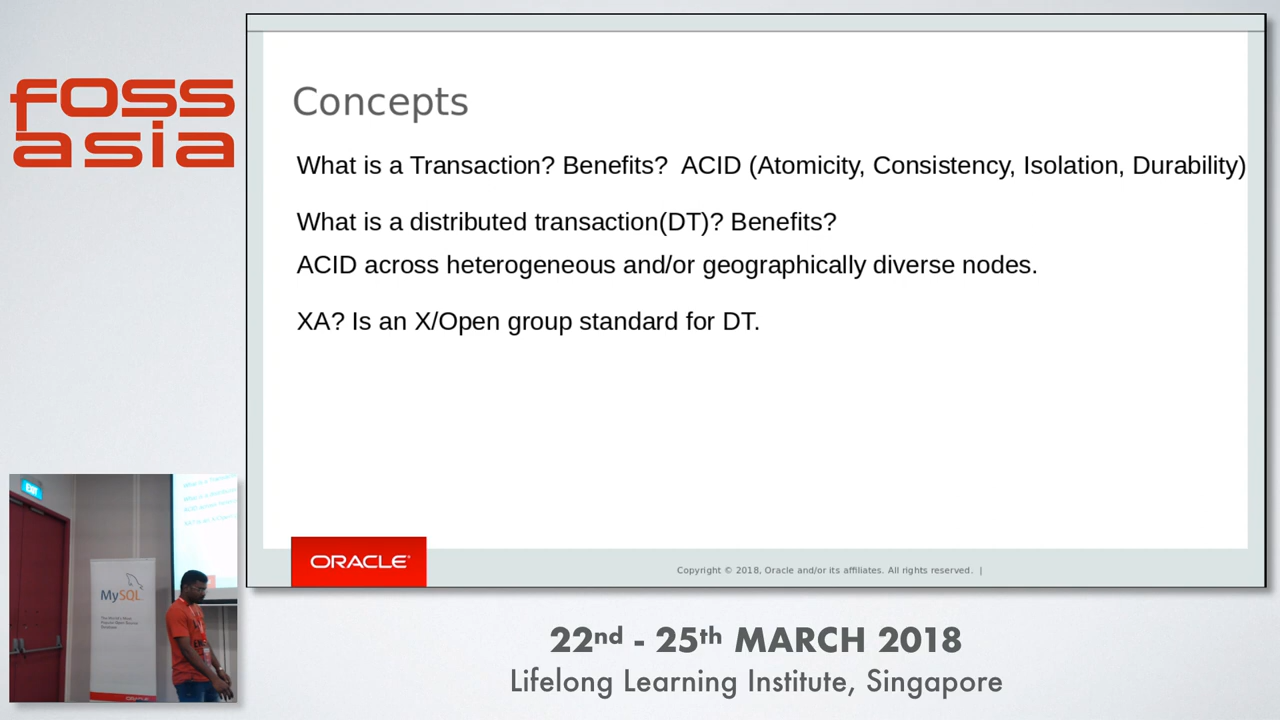 foss
asia
Concepts
What is a Transaction? Benefits? ACID (Atomicity, Consistency, Isolation, Durability)
What is a distributed transaction(DT)? Benefits?
ACID across heterogeneous and/or geographically diverse nodes.
XA? Is an X/Open group standard for DT.
ORACLE®
Copyright © 2018, Oracle and/or its affiliates. All rights reserved. |
EXIT
MySQL
22nd - 25th MARCH 2018
Lifelong Learning Institute, Singapore